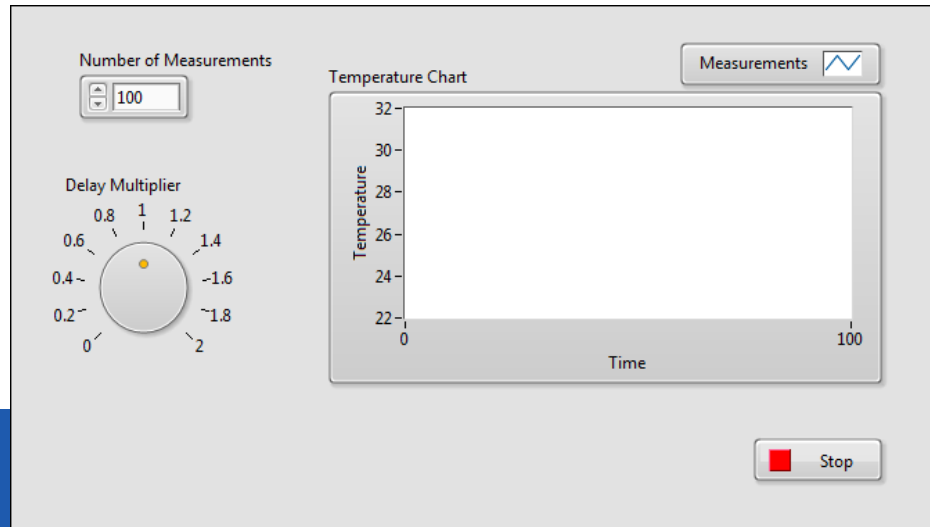 Number of Measurements
100
Delay Multiplier
0 0.2 0.4 0.6 0.8 1 1.2 1.4 1.6 1.8 2
Temperature Chart
Measurements
Temperature
32
30
28
26
24
22
0 100
Time
Stop